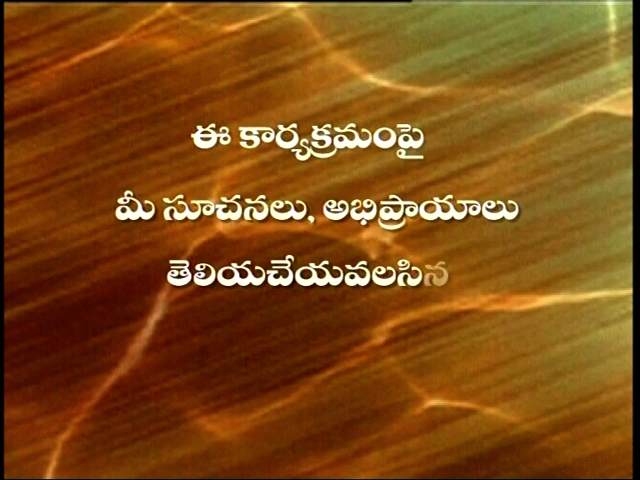 ఈ కార్యక్రమంపై
మీ సూచనలు, అభిప్రాయాలు
తెలియచేయవలసిన